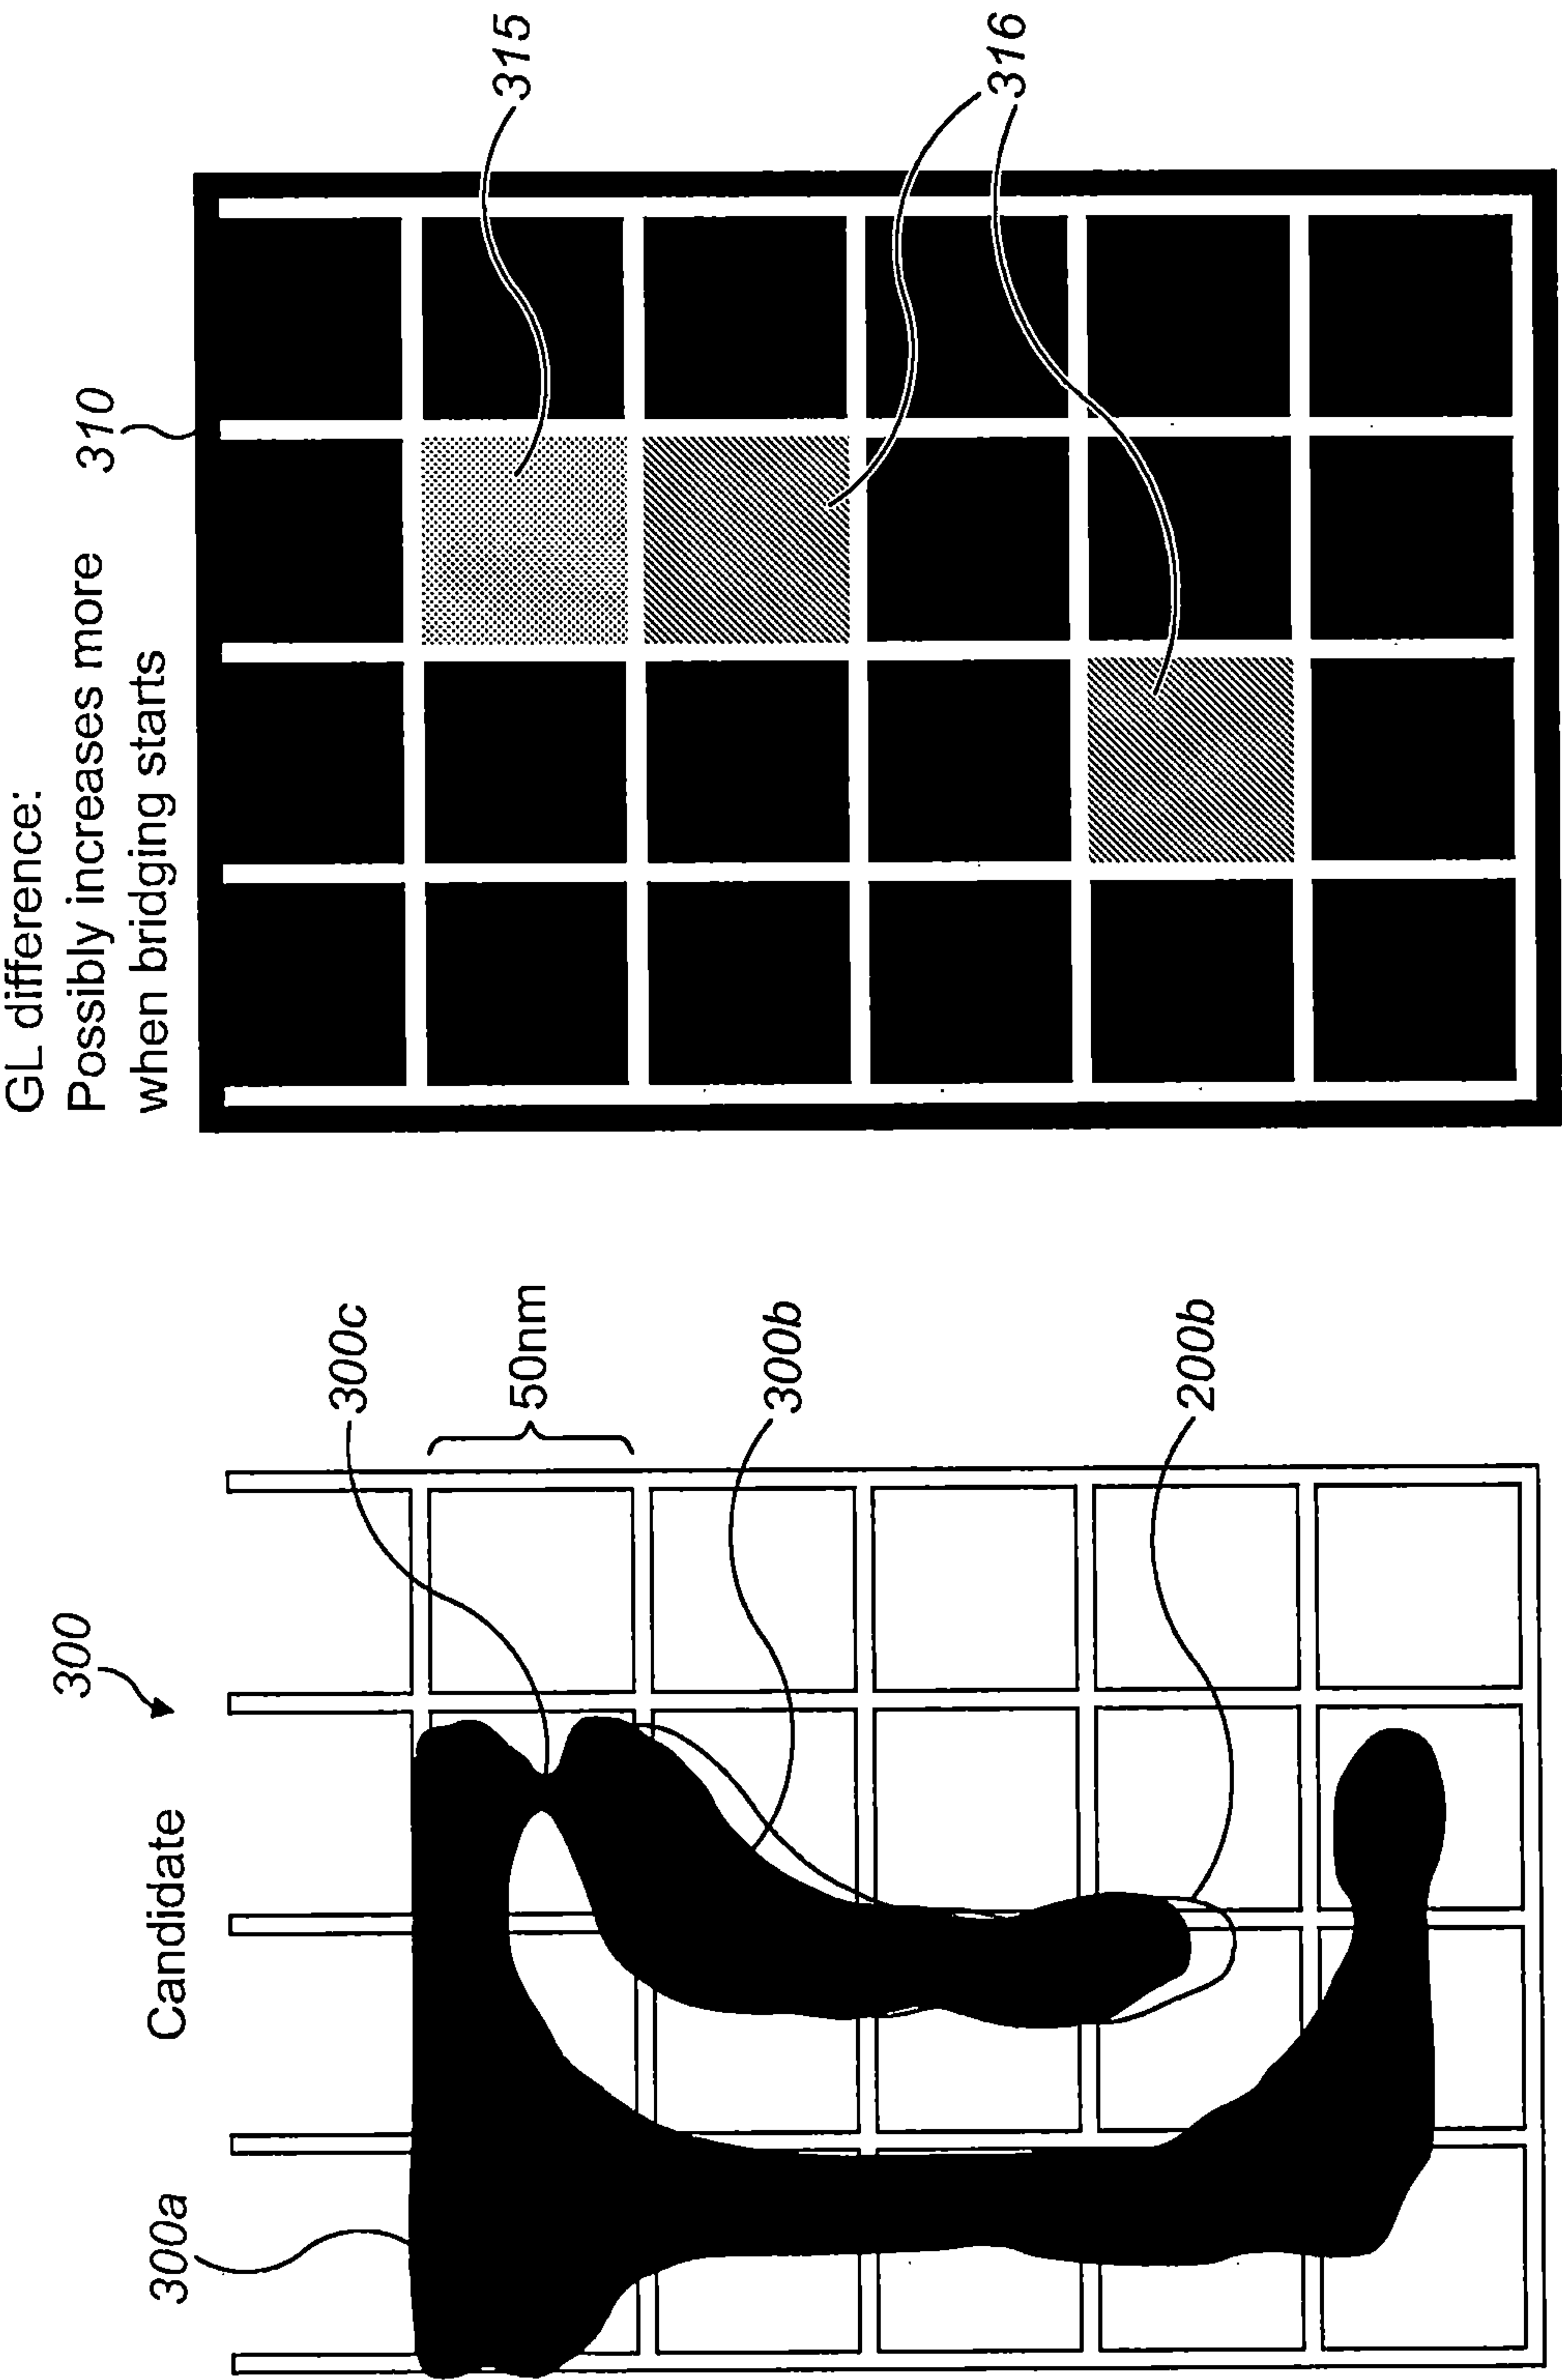 300
Candidate
300a
300c
50nm
300b
200b
GL difference:
Possibly increases more
when bridging starts
310
315
316